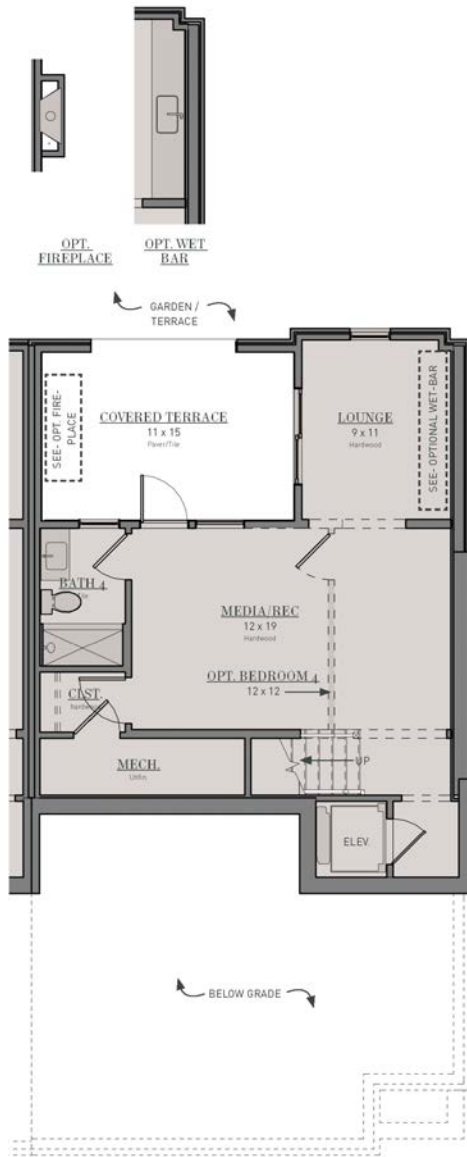 OPT.
FIREPLACE
OPT. WET
BAR
GARDEN /
TERRACE
SEE- OPT. FIRE-
PLACE
COVERED TERRACE
11 x 15
Paver/Tile
LOUNGE
9 x 11
Hardwood
SEE- OPTIONAL WET-BAR
BATH 4
Tile
MEDIA/REC
12 x 19
Hardwood
OPT. BEDROOM 4
12 x 12
CLST.
hardwood
MECH.
Unfin.
UP
ELEV.
BELOW GRADE